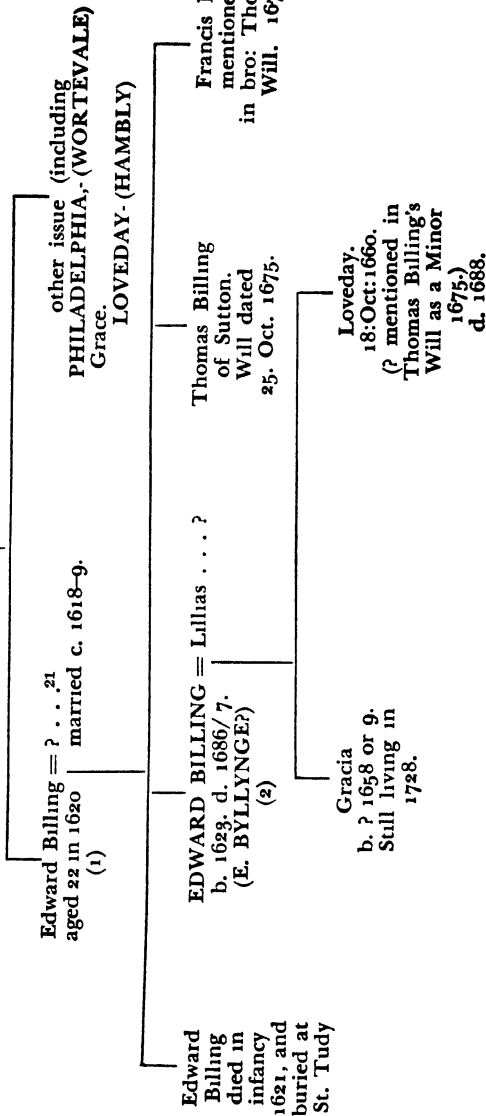 Edward Billing = ? . . .²¹
aged 22 in 1620 married c. 1618–9.
(1)
other issue (including
PHILADELPHIA,- (WORTEVALE)
Grace.
LOVEDAY- (HAMBLY)
Edward
Billing
died in
infancy
1621, and
buried at
St. Tudy
EDWARD BILLING = Lillias . . . . ?
b. 1623. d. 1686/7.
(E. BYLLYNGE?)
(2)
Thomas Billing
of Sutton.
Will dated
25. Oct. 1675.
Francis
mentioned
in bro:
Will.
Gracia
b. ? 1658 or 9.
Still living in
1728.
Loveday.
18:Oct:1660.
(? mentioned in
Thomas Billing's
Will as a Minor
1675.)
d. 1688.